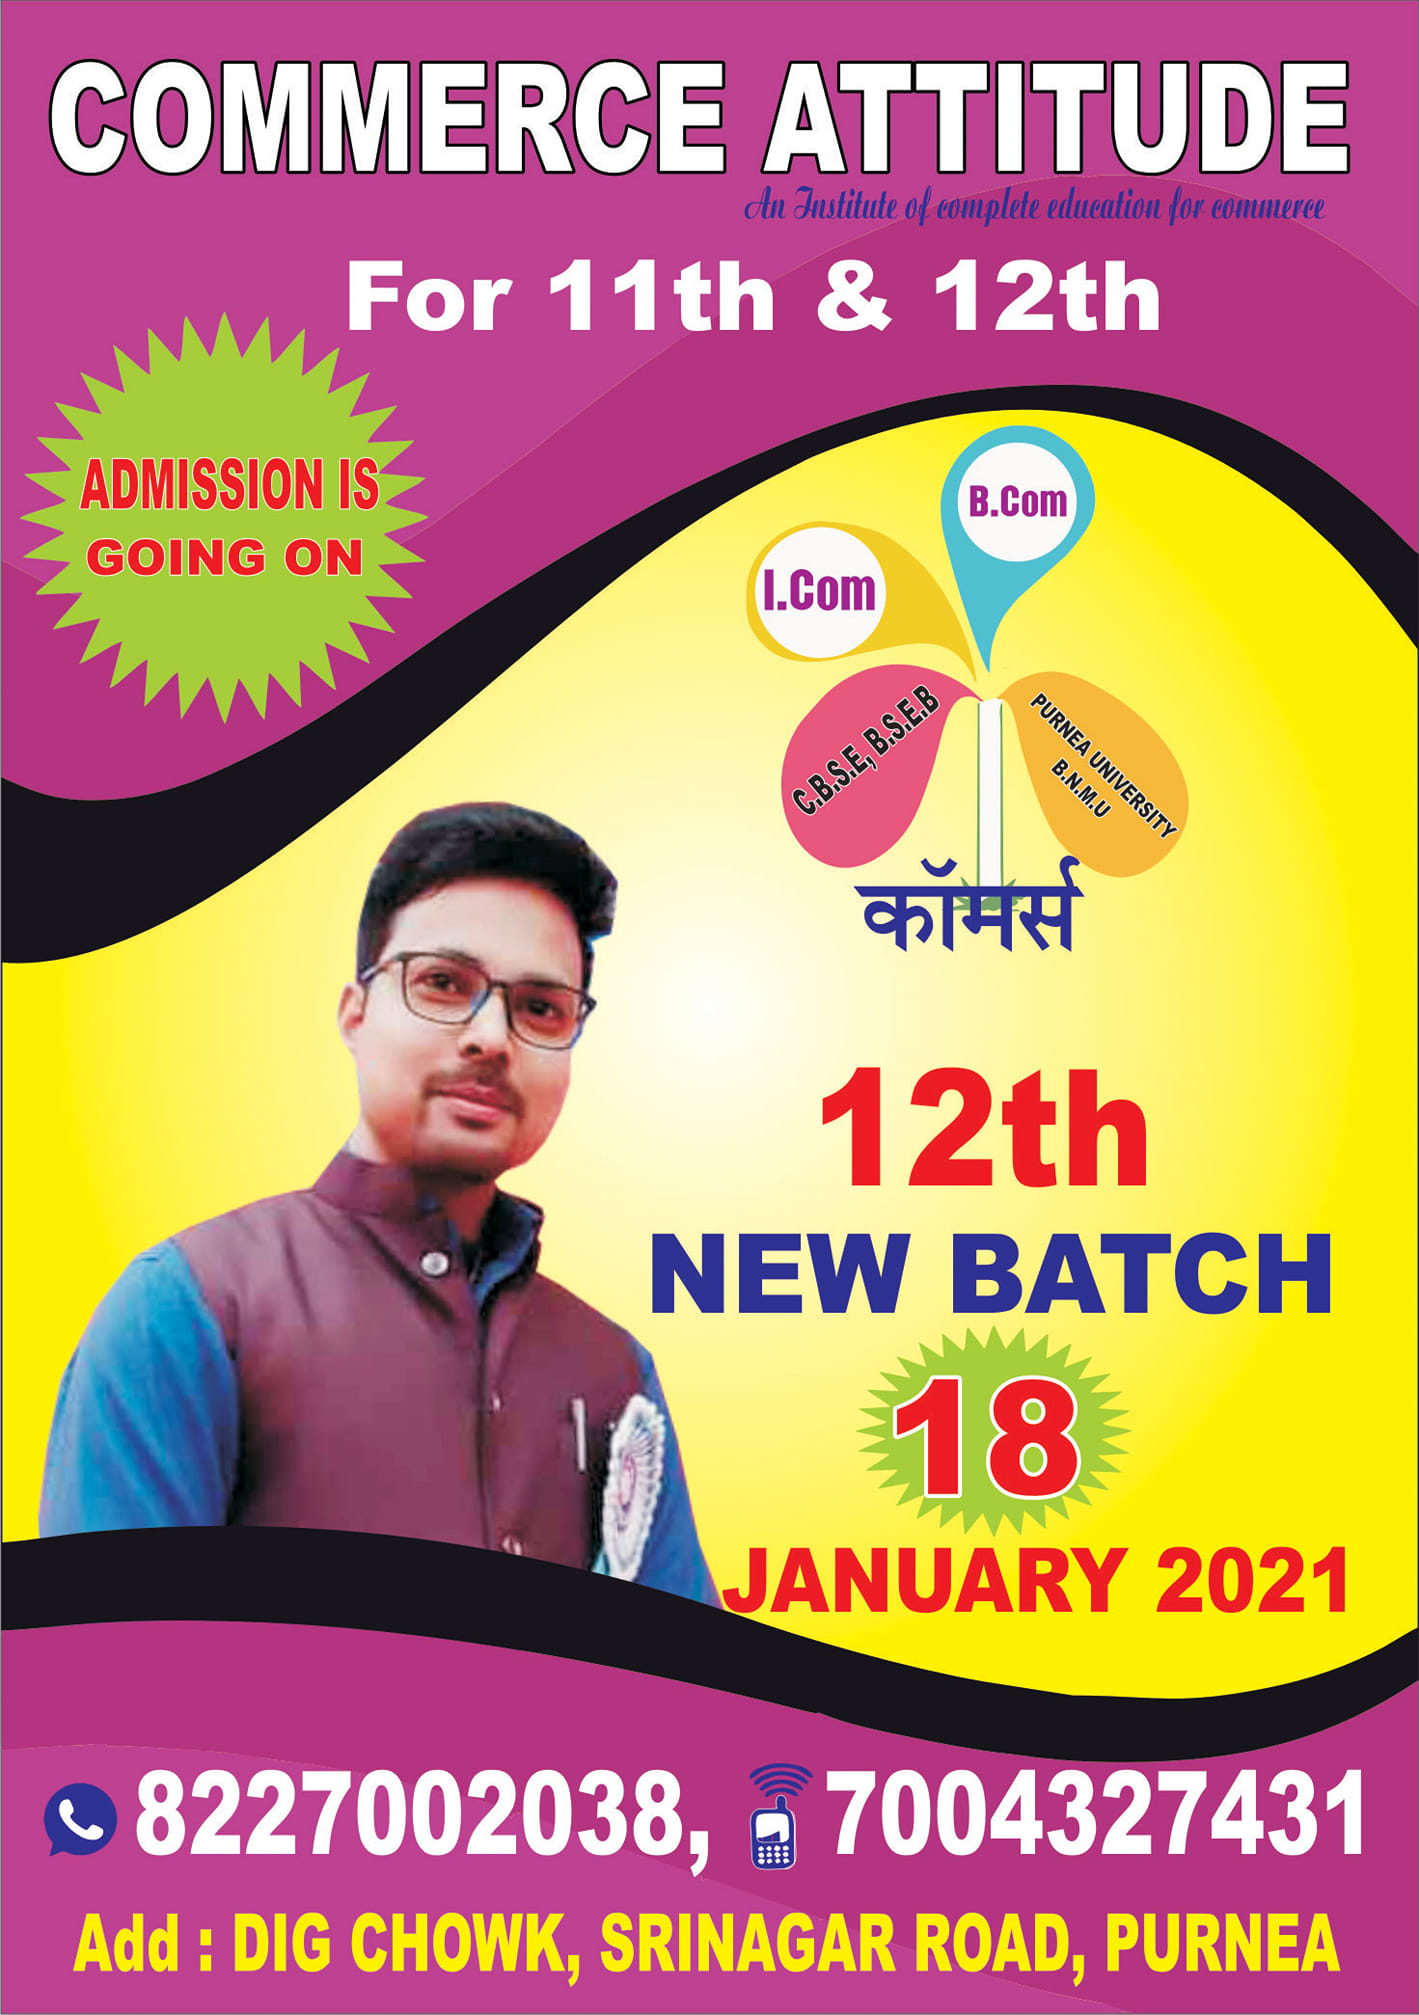 COMMERCE ATTITUDE
An Institute of complete education for commerce
For 11th & 12th
ADMISSION IS
GOING ON
B.Com
I.Com
C.B.S.E, B.S.E.B
PURNEA UNIVERSITY
B.N.M.U
कॉमर्स
12th
NEW BATCH
18
JANUARY 2021
8227002038, 7004327431
Add : DIG CHOWK, SRINAGAR ROAD, PURNEA